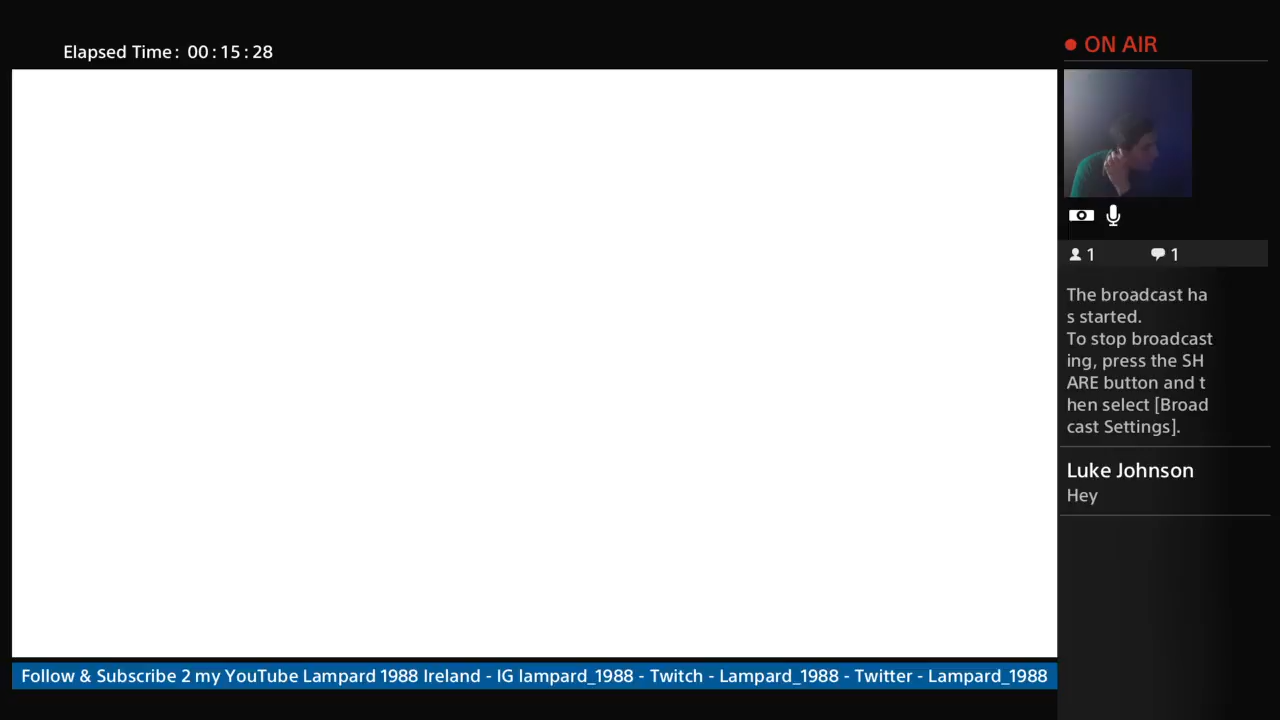 Elapsed Time: 00:15:28
ON AIR
1 1
The broadcast ha
s started.
To stop broadcast
ing, press the SH
ARE button and t
hen select [Broad
cast Settings].
Luke Johnson
Hey
Follow & Subscribe 2 my YouTube Lampard 1988 Ireland - IG lampard_1988 - Twitch - Lampard_1988 - Twitter - Lampard_1988